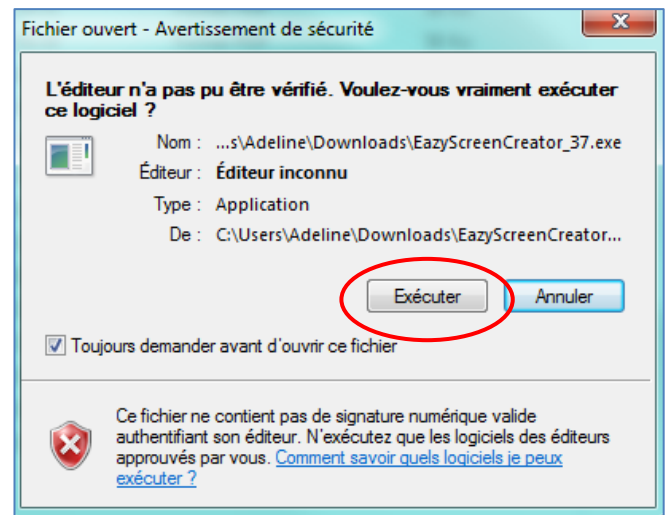 Fichier ouvert - Avertissement de sécurité
L'éditeur n'a pas pu être vérifié. Voulez-vous vraiment exécuter
ce logiciel ?
Nom : ...s\Adeline\Downloads\EazyScreenCreator_37.exe
Éditeur : Éditeur inconnu
Type : Application
De : C:\Users\Adeline\Downloads\EazyScreenCreator...
Exécuter Annuler
Toujours demander avant d'ouvrir ce fichier
Ce fichier ne contient pas de signature numérique valide
authentifiant son éditeur. N'exécutez que les logiciels des éditeurs
approuvés par vous. Comment savoir quels logiciels je peux
exécuter ?